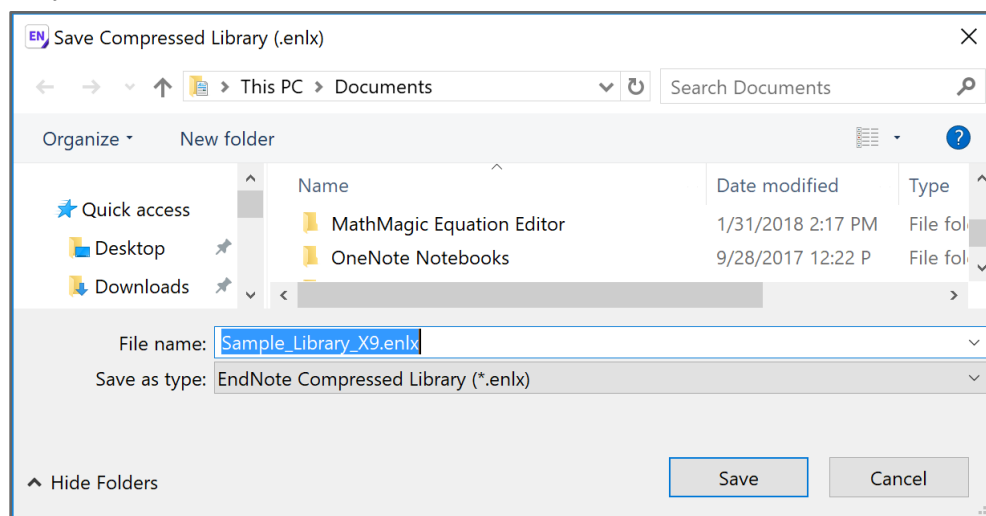 EN Save Compressed Library (.enlx)
This PC > Documents Search Documents
Organize New folder ?
Name Date modified Type
Quick access
MathMagic Equation Editor 1/31/2018 2:17 PM File fol
Desktop
OneNote Notebooks 9/28/2017 12:22 P File fol
Downloads
File name: Sample_Library_X9.enlx
Save as type: EndNote Compressed Library (*.enlx)
Hide Folders Save Cancel